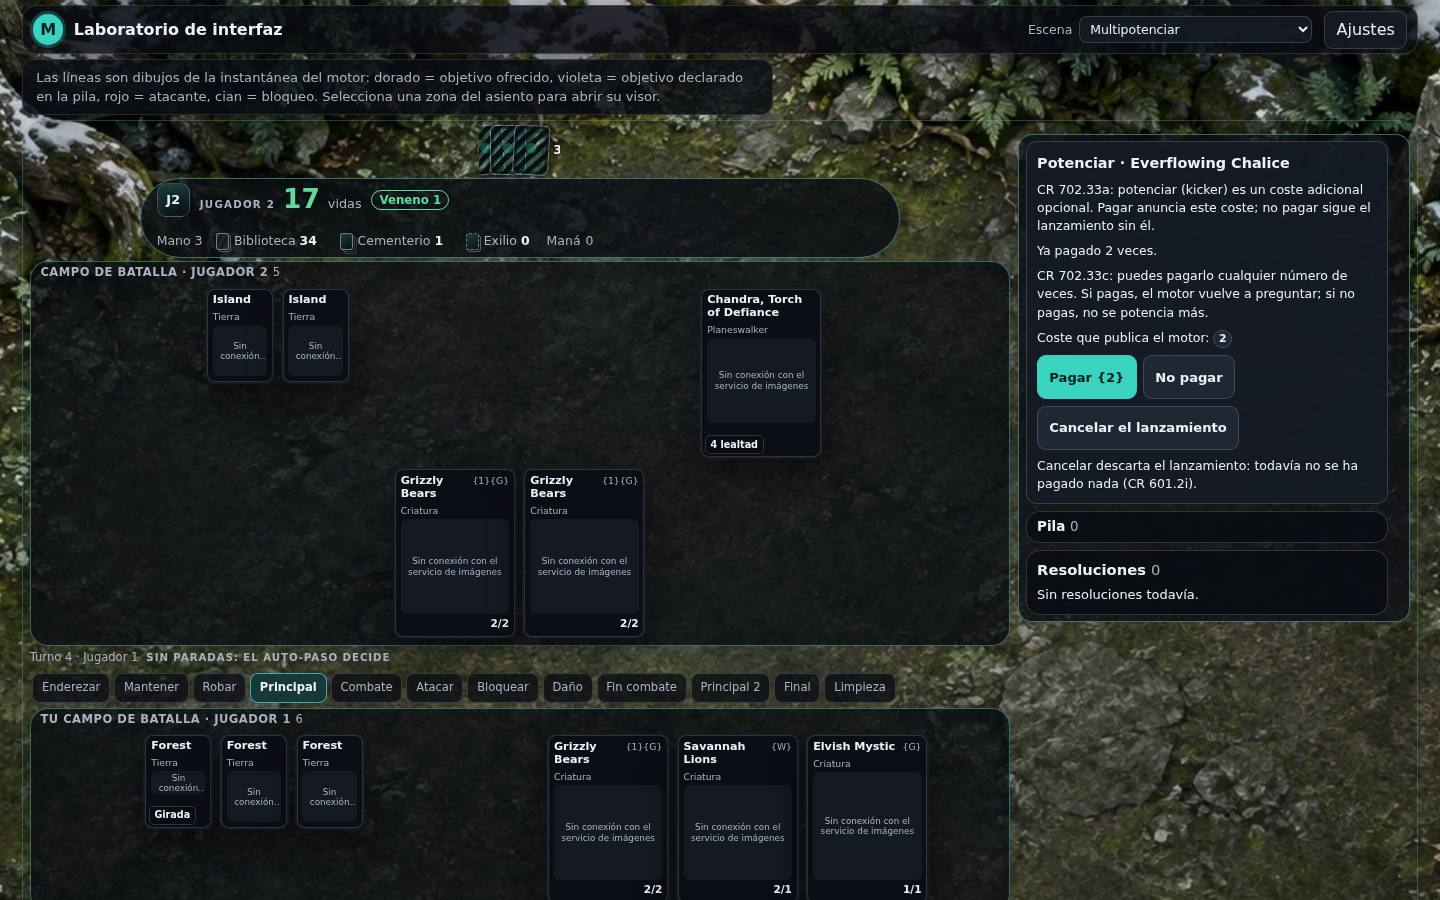 M Laboratorio de interfaz
Escena Multipotenciar Ajustes
Las líneas son dibujos de la instantánea del motor: dorado = objetivo ofrecido, violeta = objetivo declarado
en la pila, rojo = atacante, cian = bloqueo. Selecciona una zona del asiento para abrir su visor.
3
J2 JUGADOR 2 17 vidas Veneno 1
Mano 3 Biblioteca 34 Cementerio 1 Exilio 0 Maná 0
CAMPO DE BATALLA · JUGADOR 2 5
Island
Tierra
Sin
conexión..
Island
Tierra
Sin
conexión..
Chandra, Torch
of Defiance
Planeswalker
Sin conexión con el
servicio de imágenes
4 lealtad
Grizzly
Bears
{1}{G}
Criatura
Sin conexión con el
servicio de imágenes
2/2
Grizzly
Bears
{1}{G}
Criatura
Sin conexión con el
servicio de imágenes
2/2
Turno 4 · Jugador 1 SIN PARADAS: EL AUTO-PASO DECIDE
Enderezar Mantener Robar Principal Combate Atacar Bloquear Daño Fin combate Principal 2 Final Limpieza
TU CAMPO DE BATALLA · JUGADOR 1 6
Forest
Tierra
Sin
conexión..
Girada
Forest
Tierra
Sin
conexión..
Forest
Tierra
Sin
conexión..
Grizzly
Bears
{1}{G}
Criatura
Sin conexión con el
servicio de imágenes
2/2
Savannah
Lions
{W}
Criatura
Sin conexión con el
servicio de imágenes
2/1
Elvish Mystic {G}
Criatura
Sin conexión con el
servicio de imágenes
1/1
Potenciar · Everflowing Chalice
CR 702.33a: potenciar (kicker) es un coste adicional
opcional. Pagar anuncia este coste; no pagar sigue el
lanzamiento sin él.
Ya pagado 2 veces.
CR 702.33c: puedes pagarlo cualquier número de
veces. Si pagas, el motor vuelve a preguntar; si no
pagas, no se potencia más.
Coste que publica el motor: 2
Pagar {2} No pagar
Cancelar el lanzamiento
Cancelar descarta el lanzamiento: todavía no se ha
pagado nada (CR 601.2i).
Pila 0
Resoluciones 0
Sin resoluciones todavía.